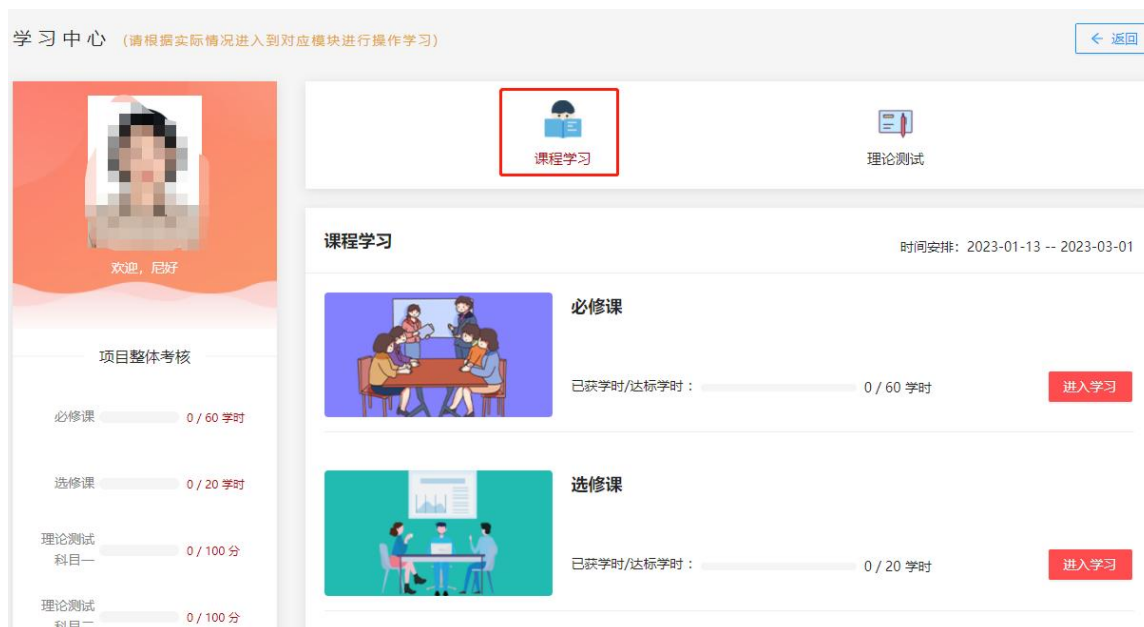 学习中心 (请根据实际情况进入到对应模块进行操作学习)
← 返回
欢迎，尼好
项目整体考核
必修课 0 / 60 学时
选修课 0 / 20 学时
理论测试
科目一 0 / 100 分
理论测试
科目二 0 / 100 分
课程学习
理论测试
课程学习
时间安排：2023-01-13 -- 2023-03-01
必修课
已获学时/达标学时： 0 / 60 学时
进入学习
选修课
已获学时/达标学时： 0 / 20 学时
进入学习